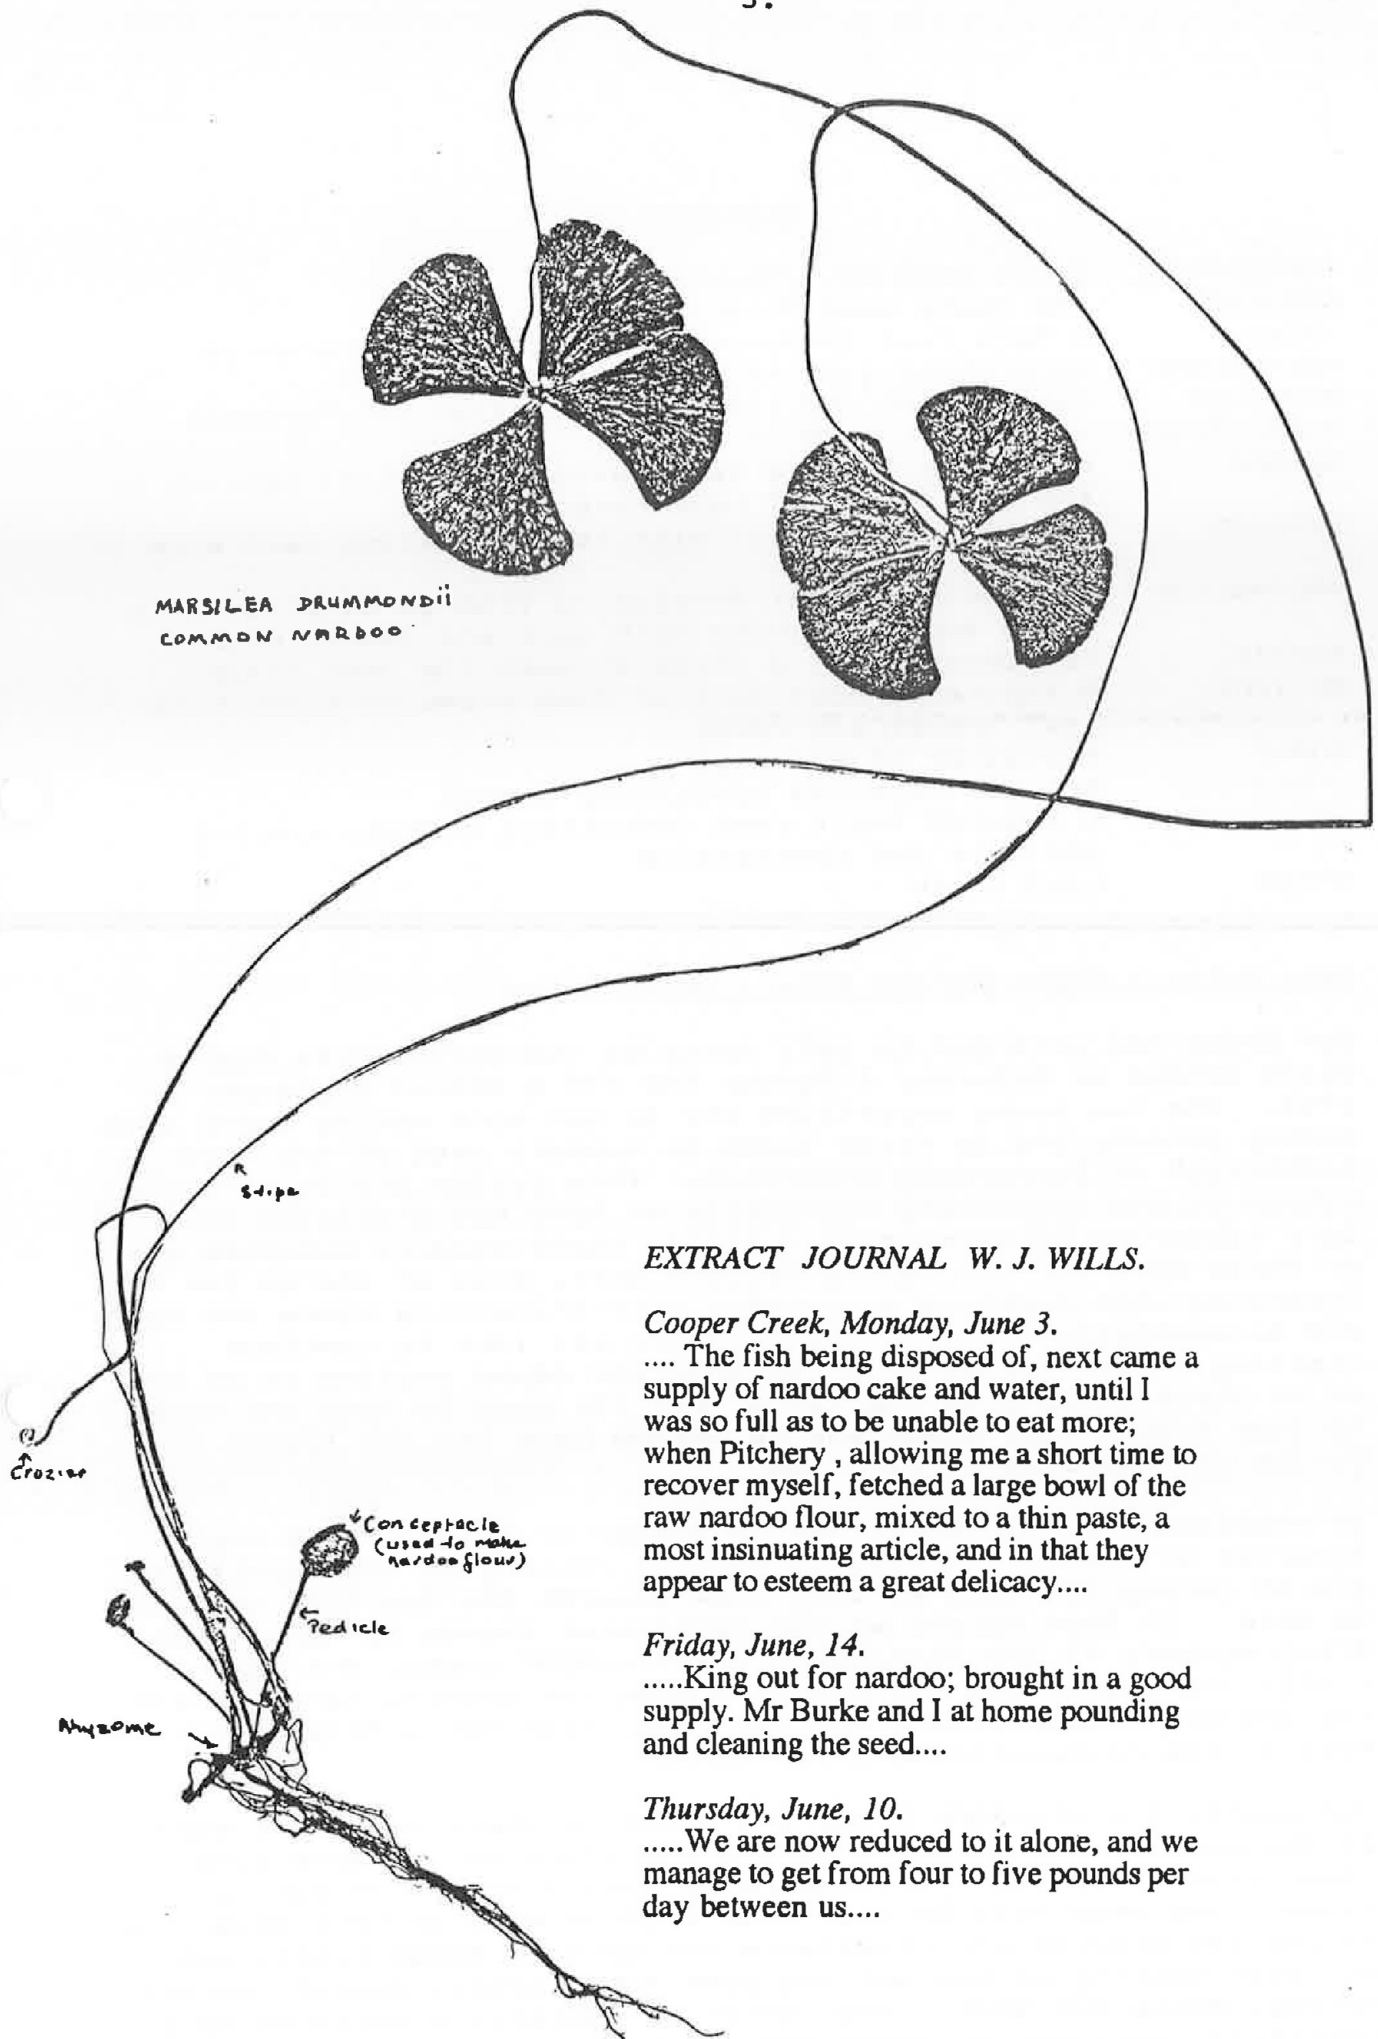 MARSILEA DRUMMONDii
COMMON NARDOO
Stipe
Crozier
Conceptacle
(used to make
nardoo flour)
Pedicle
Rhyzome
EXTRACT JOURNAL W. J. WILLS.
Cooper Creek, Monday, June 3.
.... The fish being disposed of, next came a
supply of nardoo cake and water, until I
was so full as to be unable to eat more;
when Pitchery , allowing me a short time to
recover myself, fetched a large bowl of the
raw nardoo flour, mixed to a thin paste, a
most insinuating article, and in that they
appear to esteem a great delicacy....
Friday, June, 14.
.....King out for nardoo; brought in a good
supply. Mr Burke and I at home pounding
and cleaning the seed....
Thursday, June, 10.
.....We are now reduced to it alone, and we
manage to get from four to five pounds per
day between us....